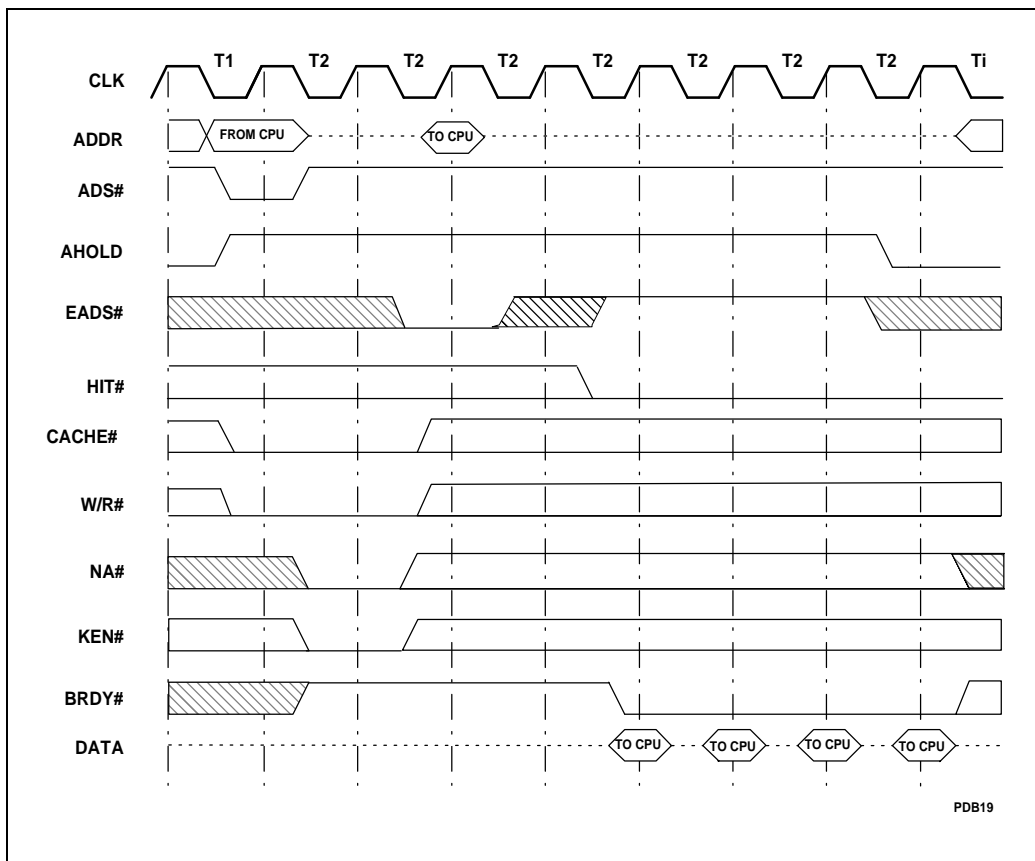 T1 T2 T2 T2 T2 T2 T2 T2 Ti
CLK
ADDR FROM CPU TO CPU
ADS#
AHOLD
EADS#
HIT#
CACHE#
W/R#
NA#
KEN#
BRDY#
DATA TO CPU TO CPU TO CPU TO CPU
PDB19